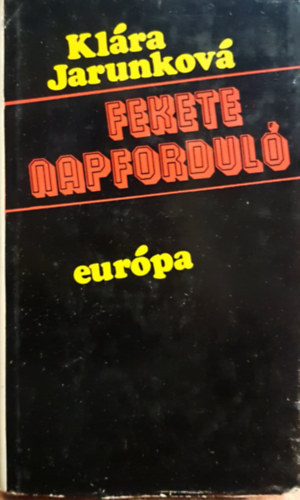 Klára
Jarunková
FEKETE
NAPFORDULÓ
európa